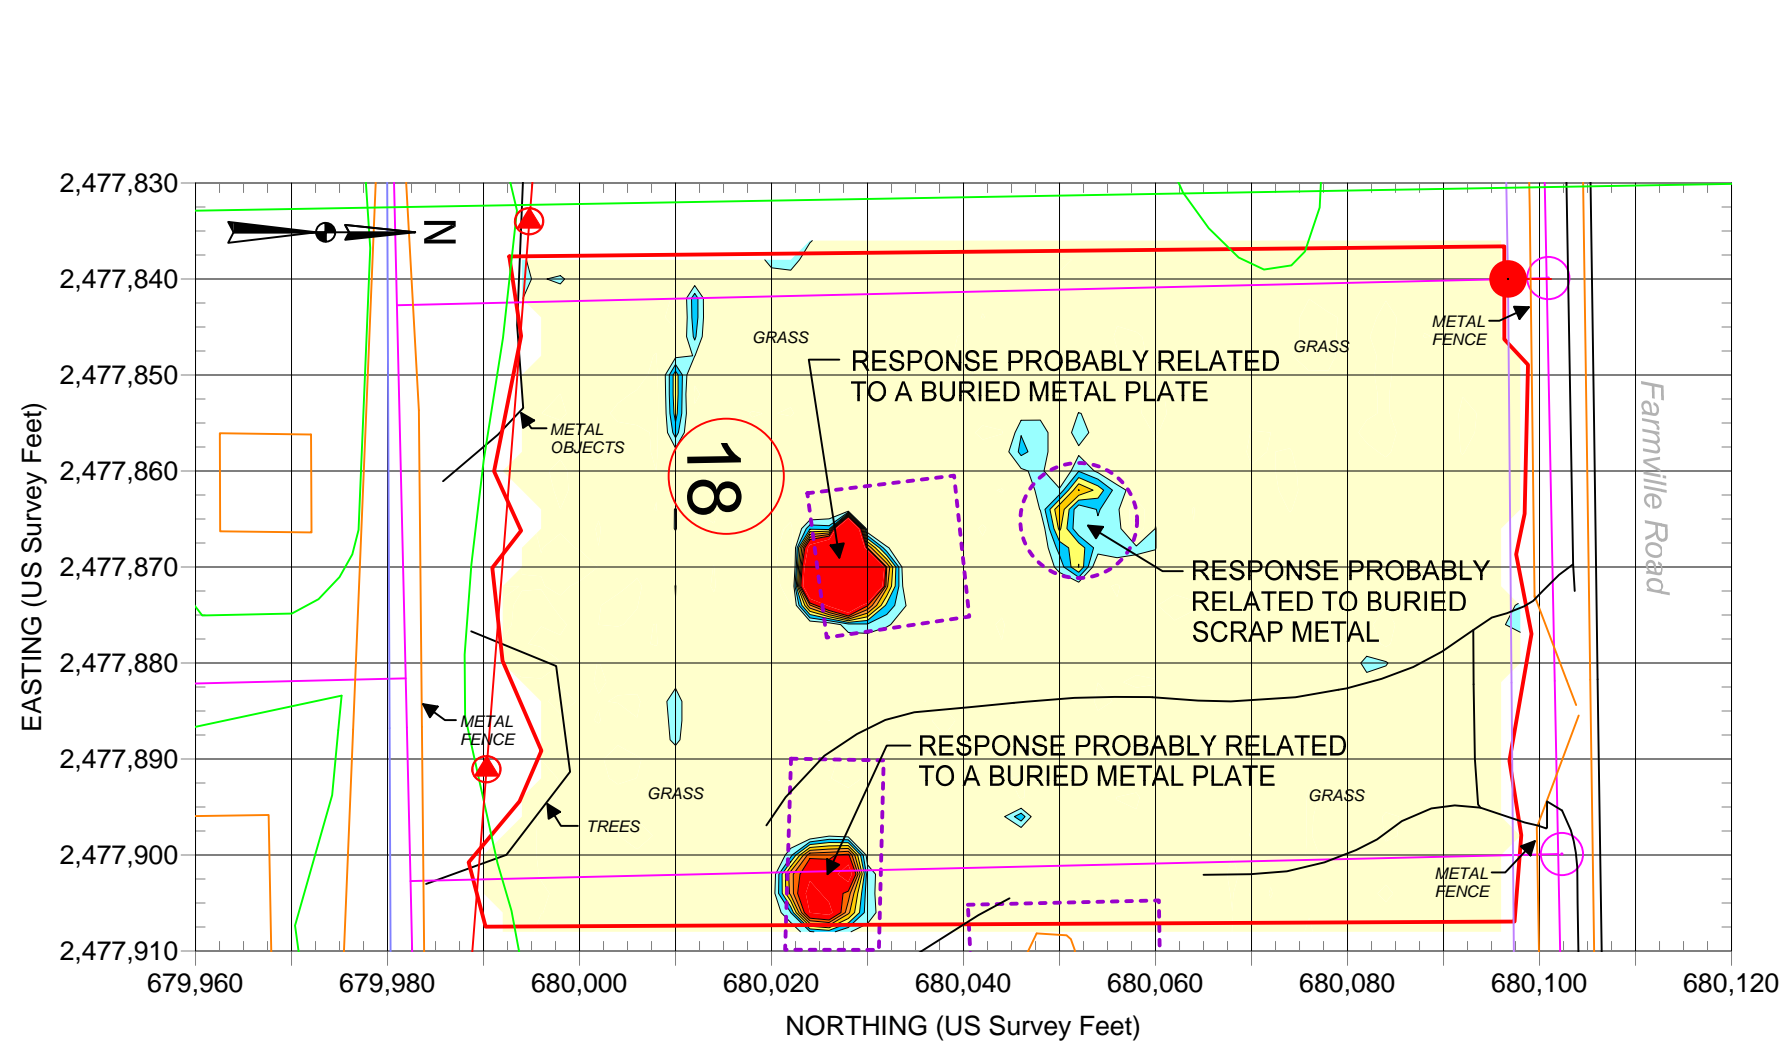 2,477,830
2,477,840
2,477,850
2,477,860
2,477,870
2,477,880
2,477,890
2,477,900
2,477,910
EASTING (US Survey Feet)
N
GRASS
GRASS
METAL
FENCE
RESPONSE PROBABLY RELATED
TO A BURIED METAL PLATE
METAL
OBJECTS
18
Farmville Road
RESPONSE PROBABLY
RELATED TO BURIED
SCRAP METAL
METAL
FENCE
RESPONSE PROBABLY RELATED
TO A BURIED METAL PLATE
GRASS
GRASS
TREES
METAL
FENCE
679,960
679,980
680,000
680,020
680,040
680,060
680,080
680,100
680,120
NORTHING (US Survey Feet)